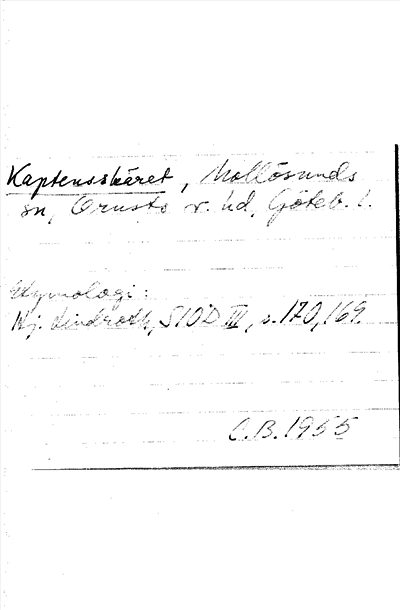 Kaptensskäret, Mollösunds
sn, Orusts v. hd, Göteb. l.
Etymologi:
Hj. Lindroth, SIOD III, s. 170, 169.
C.B. 1955